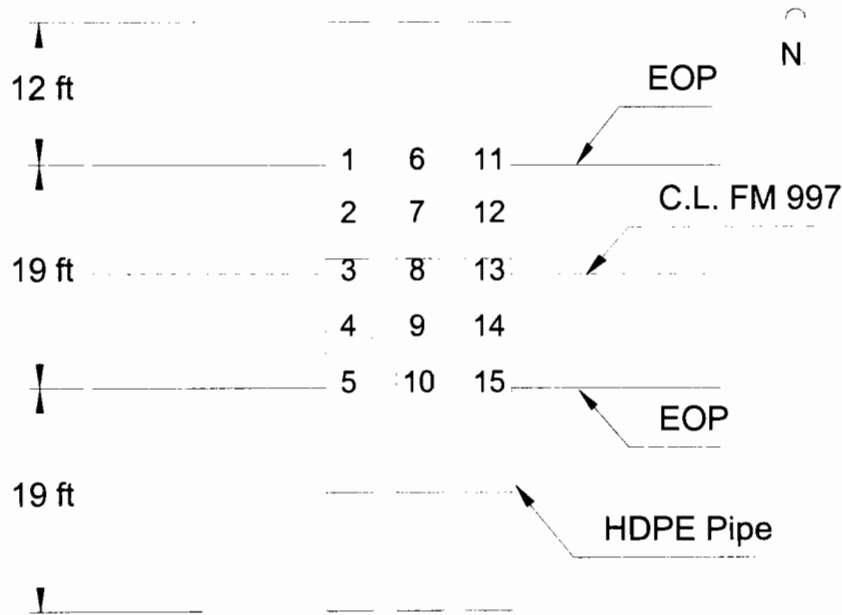 N
12 ft
EOP
1 6 11
C.L. FM 997
2 7 12
19 ft
3 8 13
4 9 14
5 10 15
EOP
19 ft
HDPE Pipe